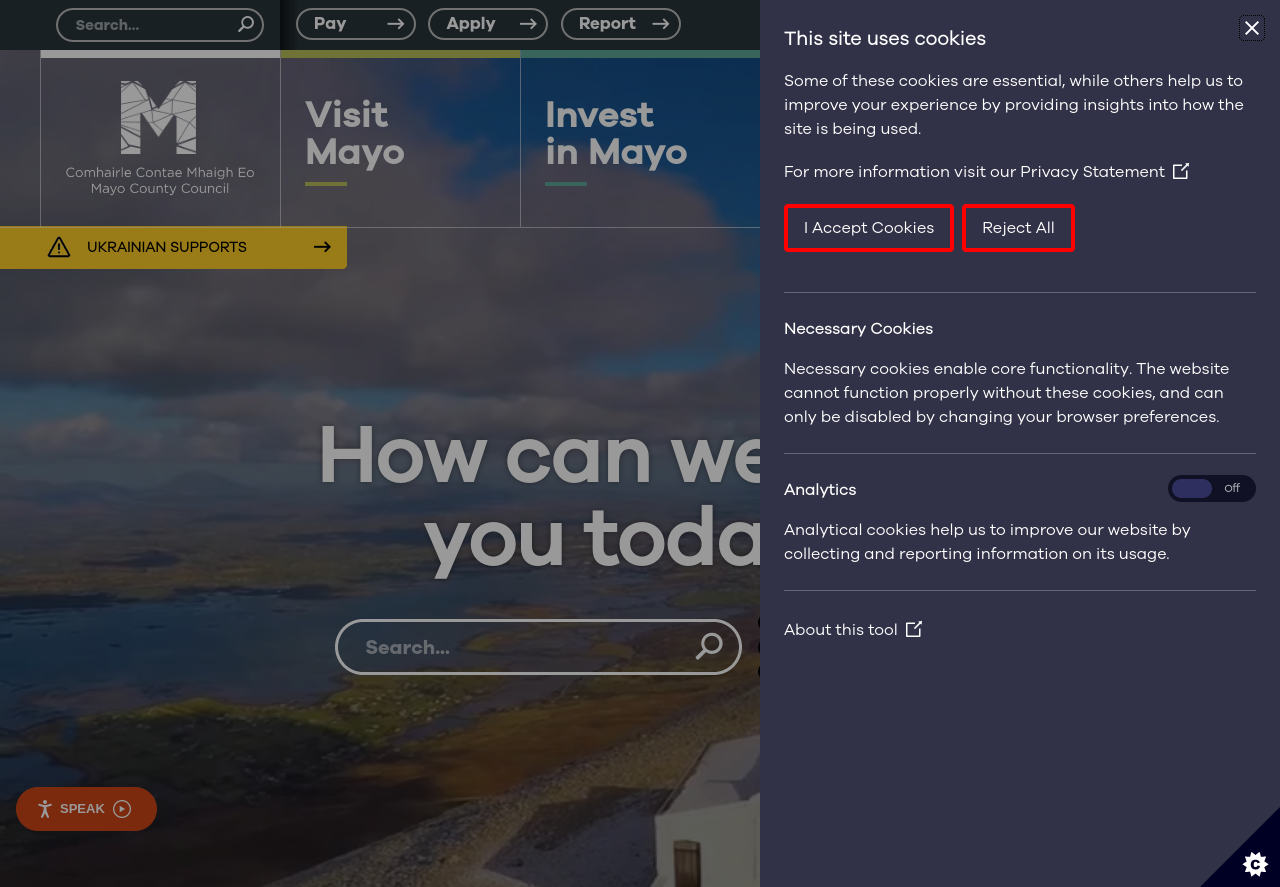 Search...
Pay
Apply
Report
Comhairle Contae Mhaigh Eo
Mayo County Council
Visit
Mayo
Invest
in Mayo
UKRAINIAN SUPPORTS
How can we
you toda
Search...
SPEAK
This site uses cookies
Some of these cookies are essential, while others help us to
improve your experience by providing insights into how the
site is being used.
For more information visit our Privacy Statement
I Accept Cookies
Reject All
Necessary Cookies
Necessary cookies enable core functionality. The website
cannot function properly without these cookies, and can
only be disabled by changing your browser preferences.
Analytics
Off
Analytical cookies help us to improve our website by
collecting and reporting information on its usage.
About this tool
C